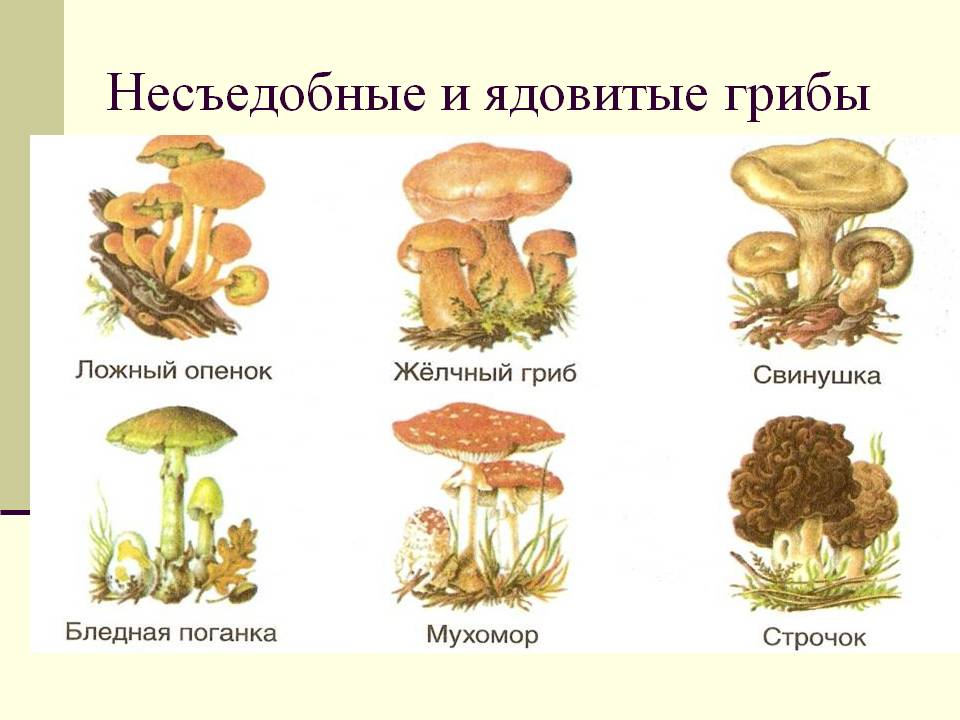 Несъедобные и ядовитые грибы
Ложный опенок
Жёлчный гриб
Свинушка
Бледная поганка
Мухомор
Строчок